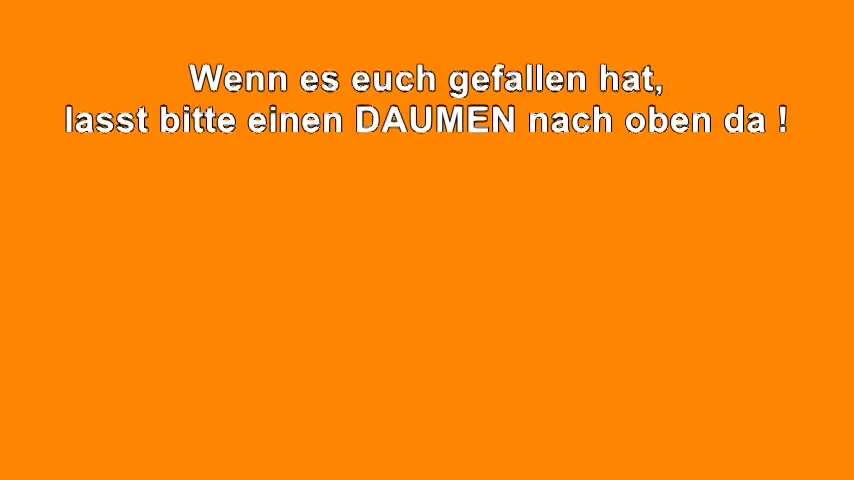 Wenn es euch gefallen hat,
lasst bitte einen DAUMEN nach oben da !